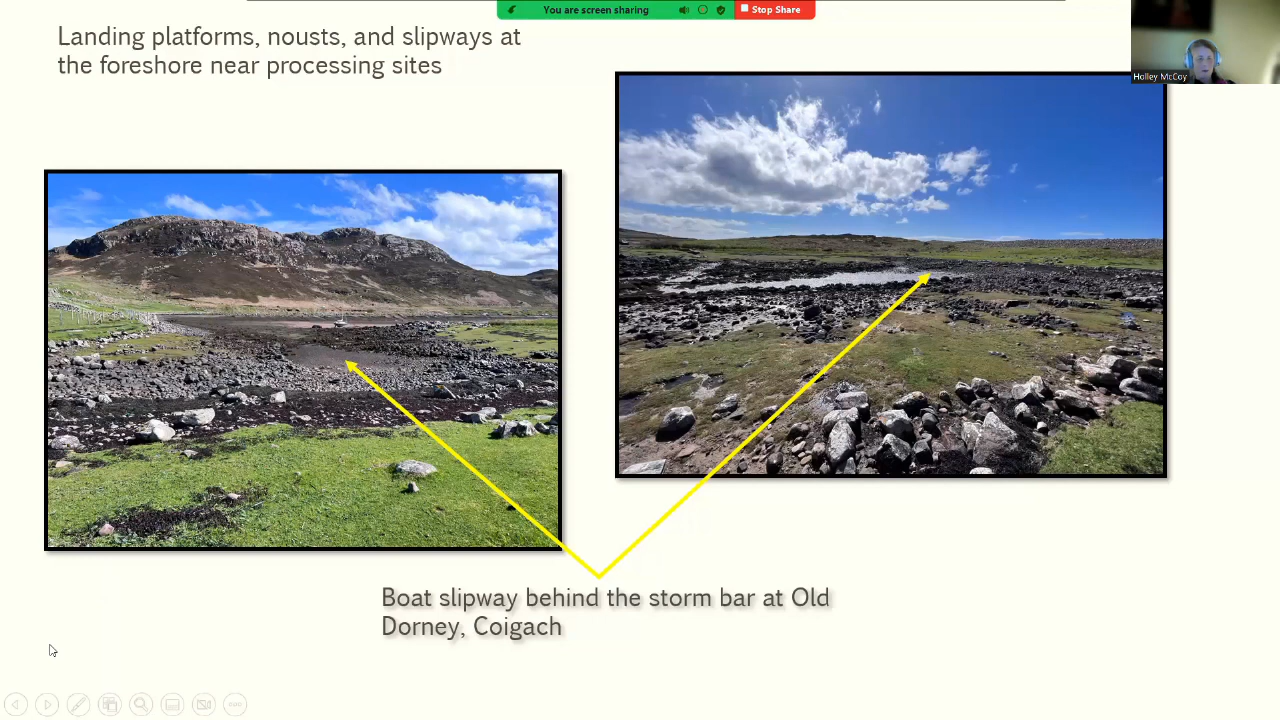 You are screen sharing
Stop Share
Landing platforms, nousts, and slipways at
the foreshore near processing sites
Holley McCoy
Boat slipway behind the storm bar at Old
Dorney, Coigach